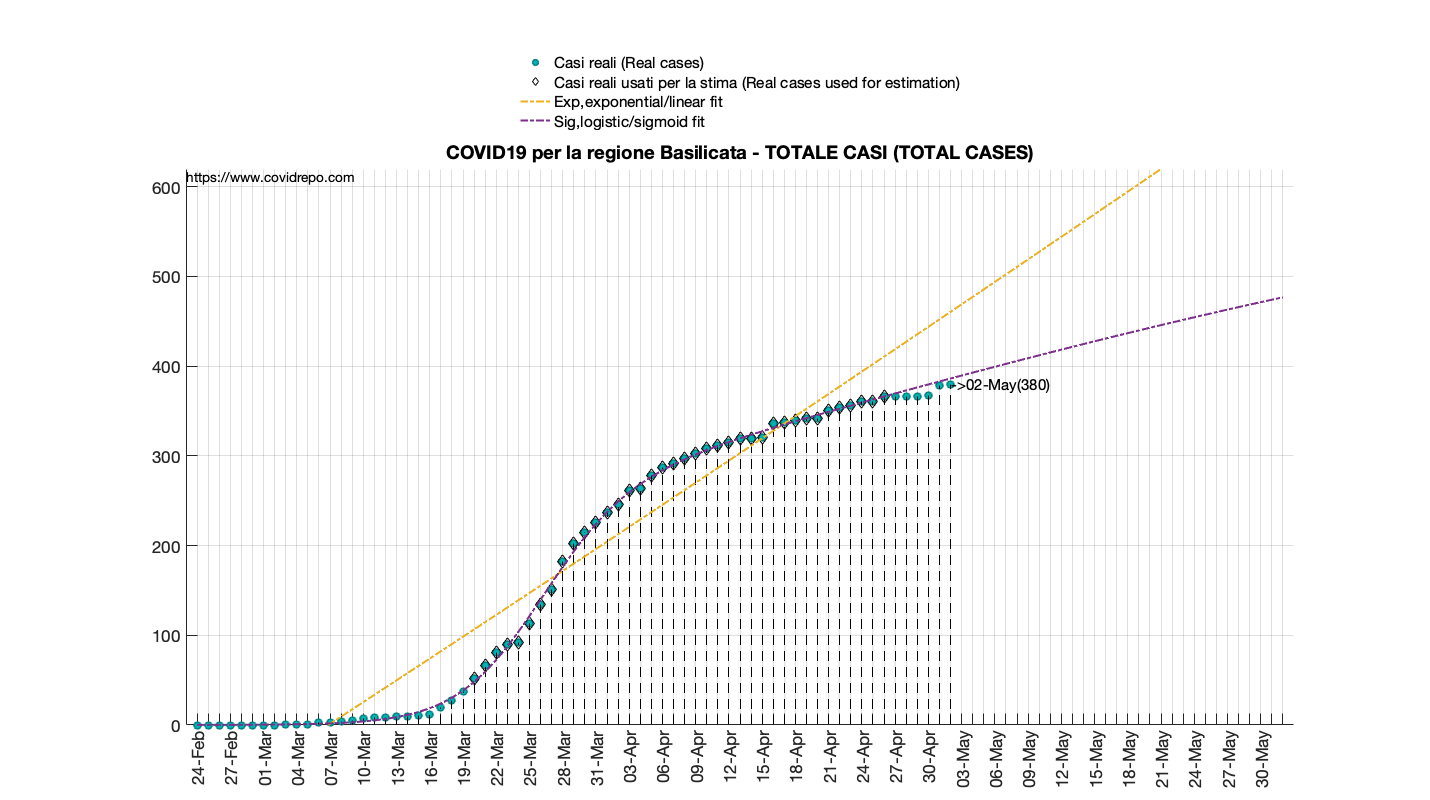 Casi reali (Real cases)
Casi reali usati per la stima (Real cases used for estimation)
Exp,exponential/linear fit
Sig,logistic/sigmoid fit
COVID19 per la regione Basilicata - TOTALE CASI (TOTAL CASES)
https://www.covidrepo.com
600
500
400
300
200
100
0
->02-May(380)
24-Feb
27-Feb
01-Mar
04-Mar
07-Mar
10-Mar
13-Mar
16-Mar
19-Mar
22-Mar
25-Mar
28-Mar
31-Mar
03-Apr
06-Apr
09-Apr
12-Apr
15-Apr
18-Apr
21-Apr
24-Apr
27-Apr
30-Apr
03-May
06-May
09-May
12-May
15-May
18-May
21-May
24-May
27-May
30-May